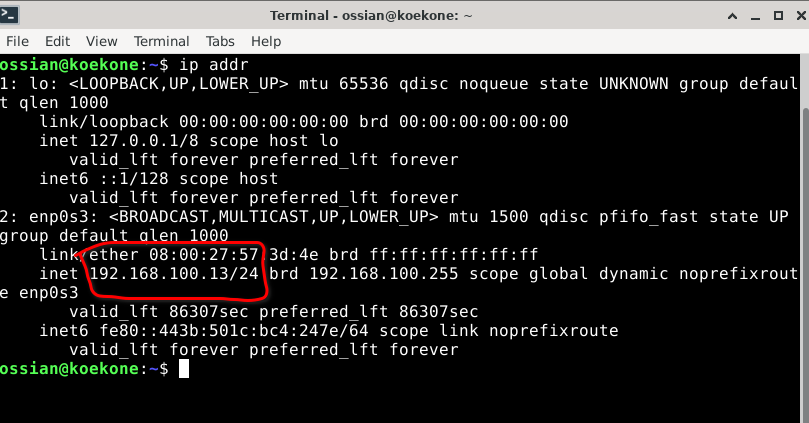 Terminal - ossian@koekone: ~
File Edit View Terminal Tabs Help
ossian@koekone:~$ ip addr
1: lo: <LOOPBACK,UP,LOWER_UP> mtu 65536 qdisc noqueue state UNKNOWN group defaul
t qlen 1000
    link/loopback 00:00:00:00:00:00 brd 00:00:00:00:00:00
    inet 127.0.0.1/8 scope host lo
       valid_lft forever preferred_lft forever
    inet6 ::1/128 scope host
       valid_lft forever preferred_lft forever
2: enp0s3: <BROADCAST,MULTICAST,UP,LOWER_UP> mtu 1500 qdisc pfifo_fast state UP
group default qlen 1000
    link/ether 08:00:27:57:3d:4e brd ff:ff:ff:ff:ff:ff
    inet 192.168.100.13/24 brd 192.168.100.255 scope global dynamic noprefixrout
e enp0s3
       valid_lft 86307sec preferred_lft 86307sec
    inet6 fe80::443b:501c:bc4:247e/64 scope link noprefixroute
       valid_lft forever preferred_lft forever
ossian@koekone:~$